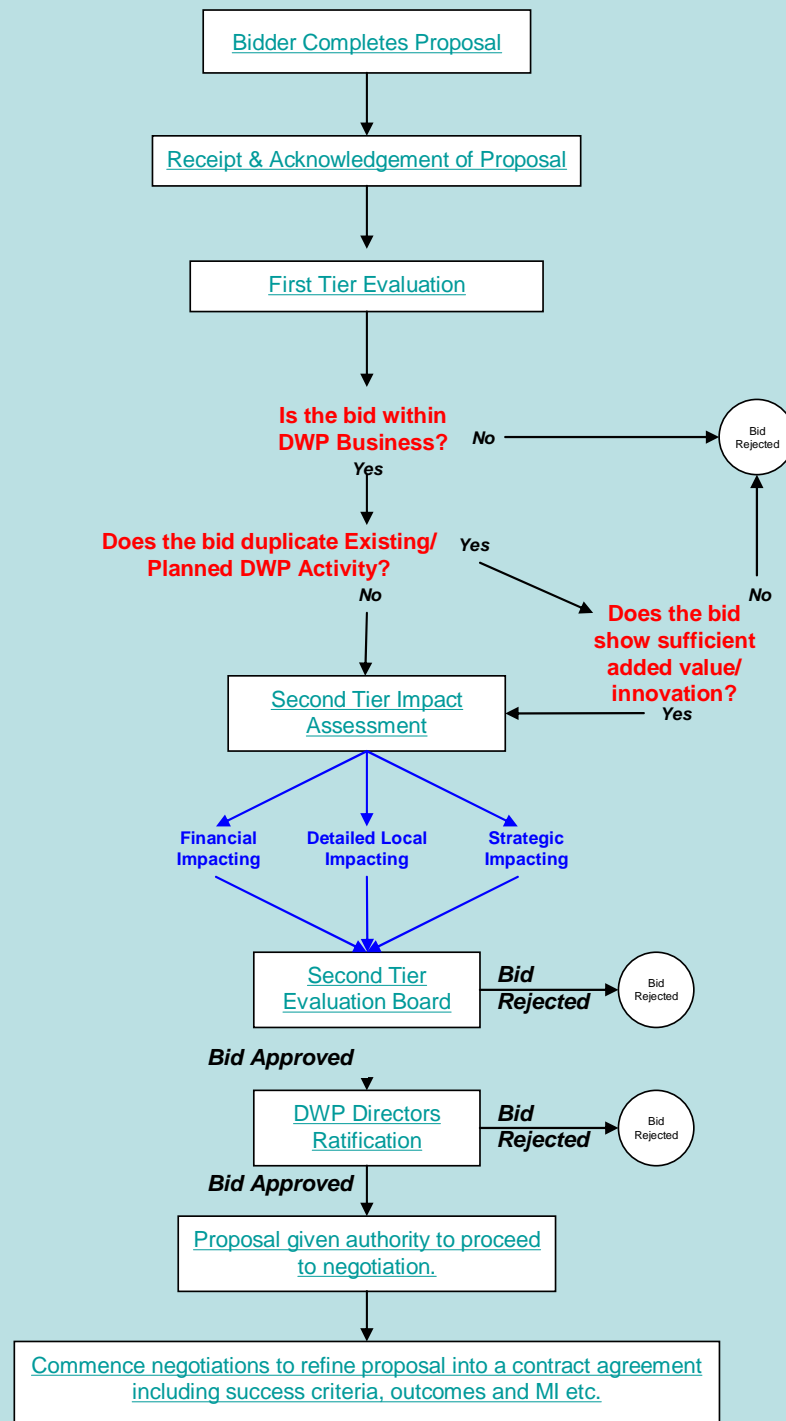 Bidder Completes Proposal
Receipt & Acknowledgement of Proposal
First Tier Evaluation
Is the bid within
DWP Business?
No
Bid
Rejected
Yes
Does the bid duplicate Existing/
Planned DWP Activity?
Yes
No
No
Does the bid
show sufficient
added value/
innovation?
Yes
Second Tier Impact
Assessment
Financial
Impacting
Detailed Local
Impacting
Strategic
Impacting
Second Tier
Evaluation Board
Bid
Rejected
Bid
Rejected
Bid Approved
DWP Directors
Ratification
Bid
Rejected
Bid
Rejected
Bid Approved
Proposal given authority to proceed
to negotiation.
Commence negotiations to refine proposal into a contract agreement
including success criteria, outcomes and MI etc.